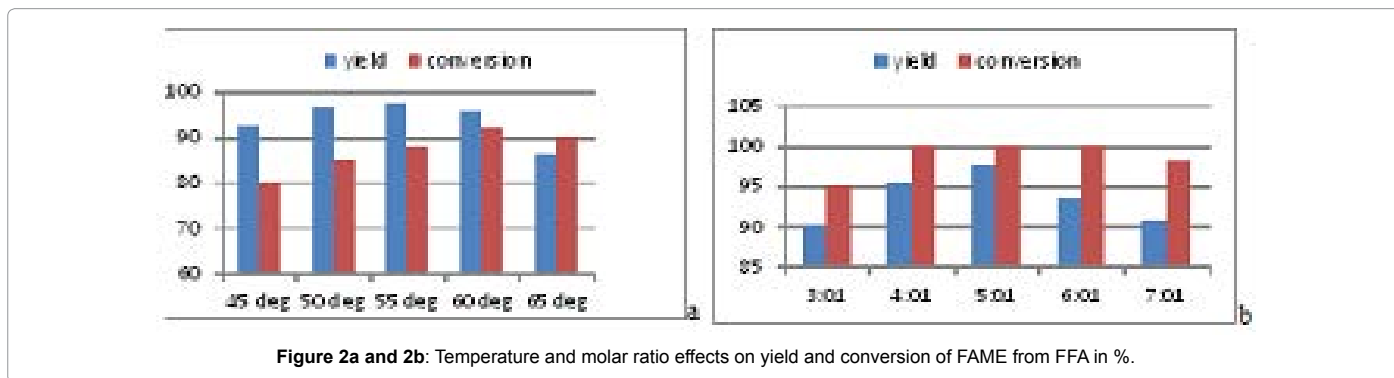 yield conversion
100
90
80
70
60
45 deg 50 deg 55 deg 60 deg 65 deg
a
yield conversion
105
100
95
90
85
3:01 4:01 5:01 6:01 7:01
b
Figure 2a and 2b: Temperature and molar ratio effects on yield and conversion of FAME from FFA in %.